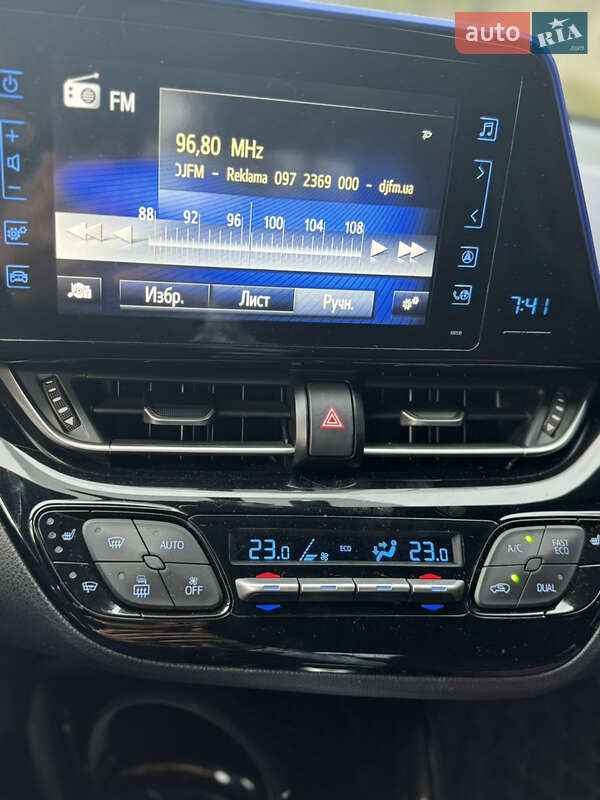 auto RIA .com
FM
96,80 MHz
DJFM - Reklama 097 2369 000 - djfm.ua
88 92 96 100 104 108
Избр. Лист Ручн.
7:41
AUTO
OFF
23.0 ECO 23.0
A/C
FAST ECO
DUAL